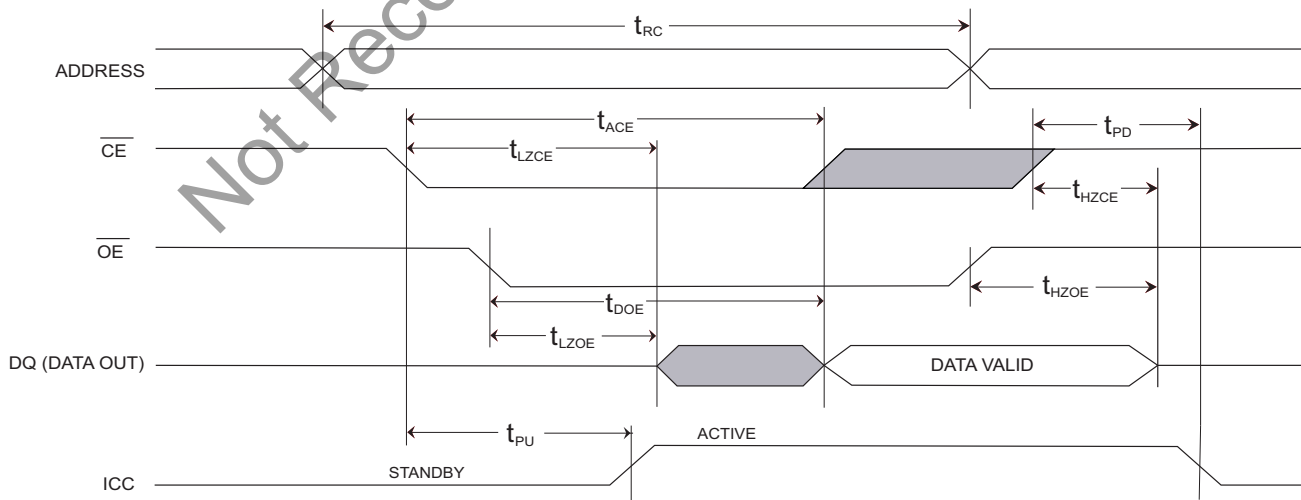 Not Reco
tRC
ADDRESS
tACE
tPD
CE
tLZCE
tHZCE
OE
tDOE
tHZOE
tLZOE
DQ (DATA OUT)
DATA VALID
tPU
ACTIVE
STANDBY
ICC